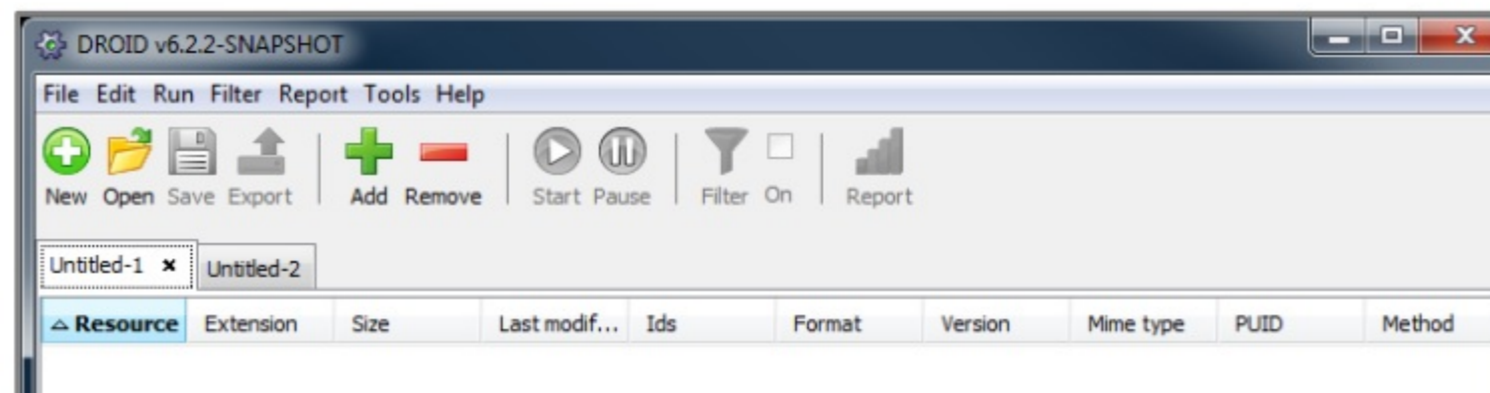 DROID v6.2.2-SNAPSHOT
File Edit Run Filter Report Tools Help
New Open Save Export Add Remove Start Pause Filter On Report
Untitled-1 Untitled-2
Resource Extension Size Last modif... Ids Format Version Mime type PUID Method